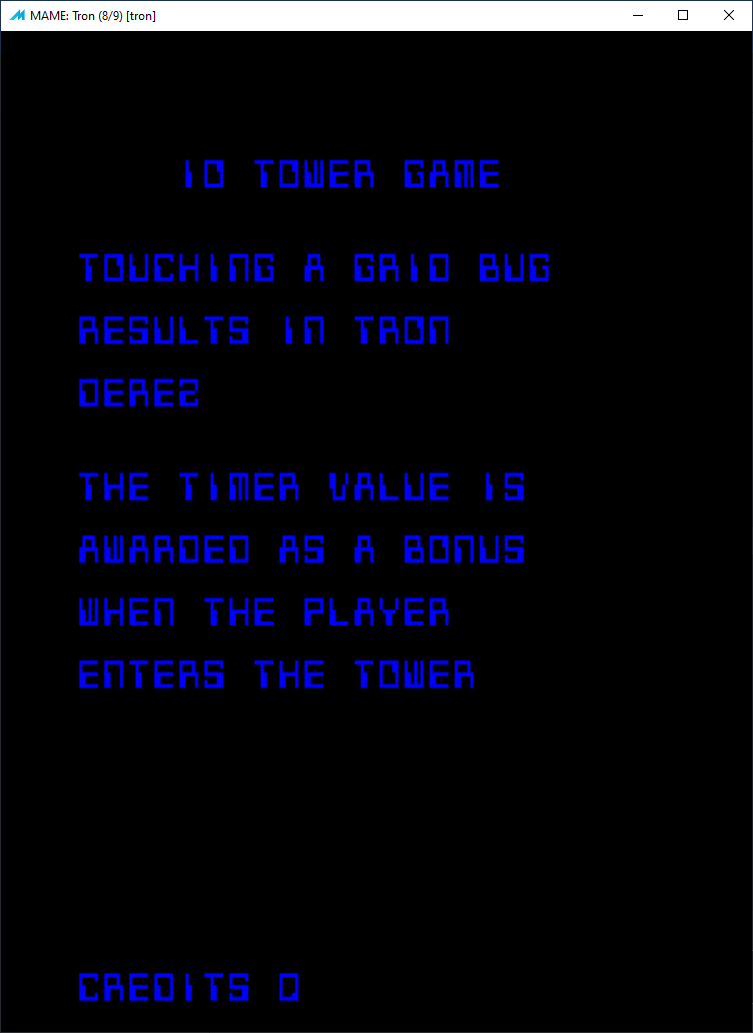 MAME: Tron (8/9) [tron]
IO TOWER GAME
TOUCHING A GRID BUG
RESULTS IN TRON
DEREZ
THE TIMER VALUE IS
AWARDED AS A BONUS
WHEN THE PLAYER
ENTERS THE TOWER
CREDITS 0